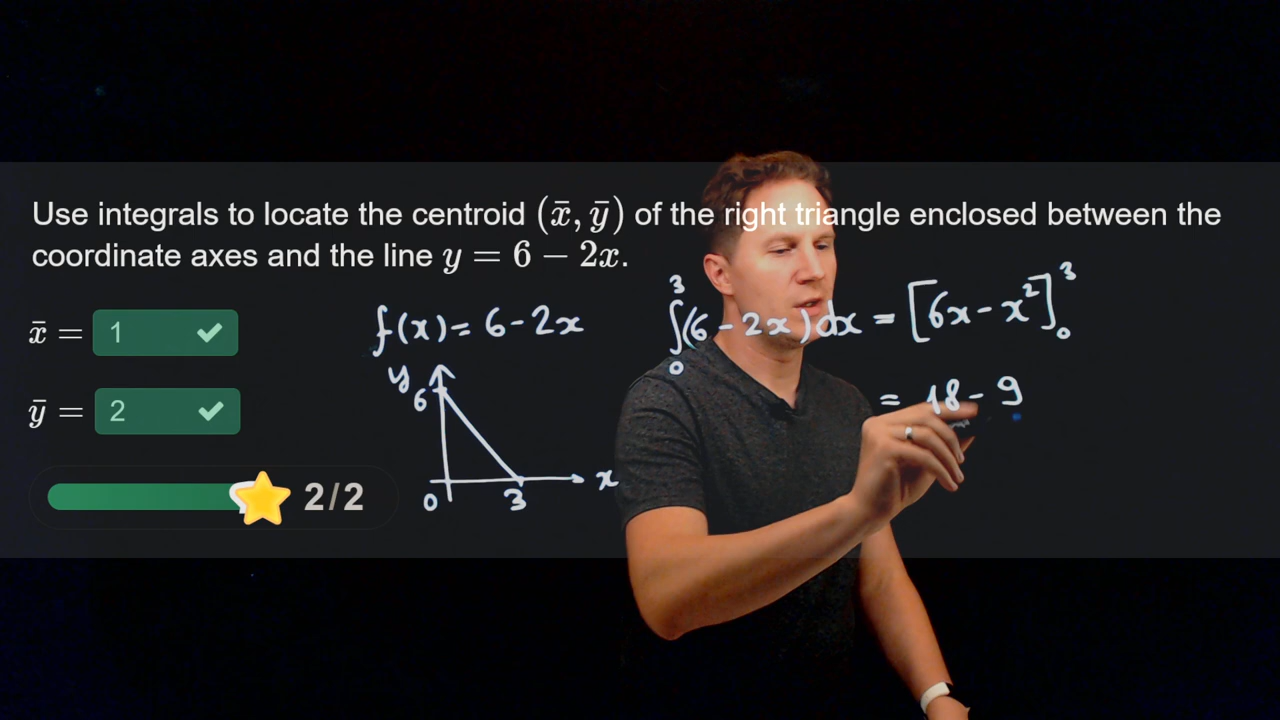 Use integrals to locate the centroid (x̄, ȳ) of the right triangle enclosed between the
coordinate axes and the line y = 6 − 2x.
x̄ = 1
ȳ = 2
2/2
f(x) = 6 - 2x
y
6
0
3
x
∫₀³ (6 - 2x) dx = [6x - x²]₀³
= 18 - 9